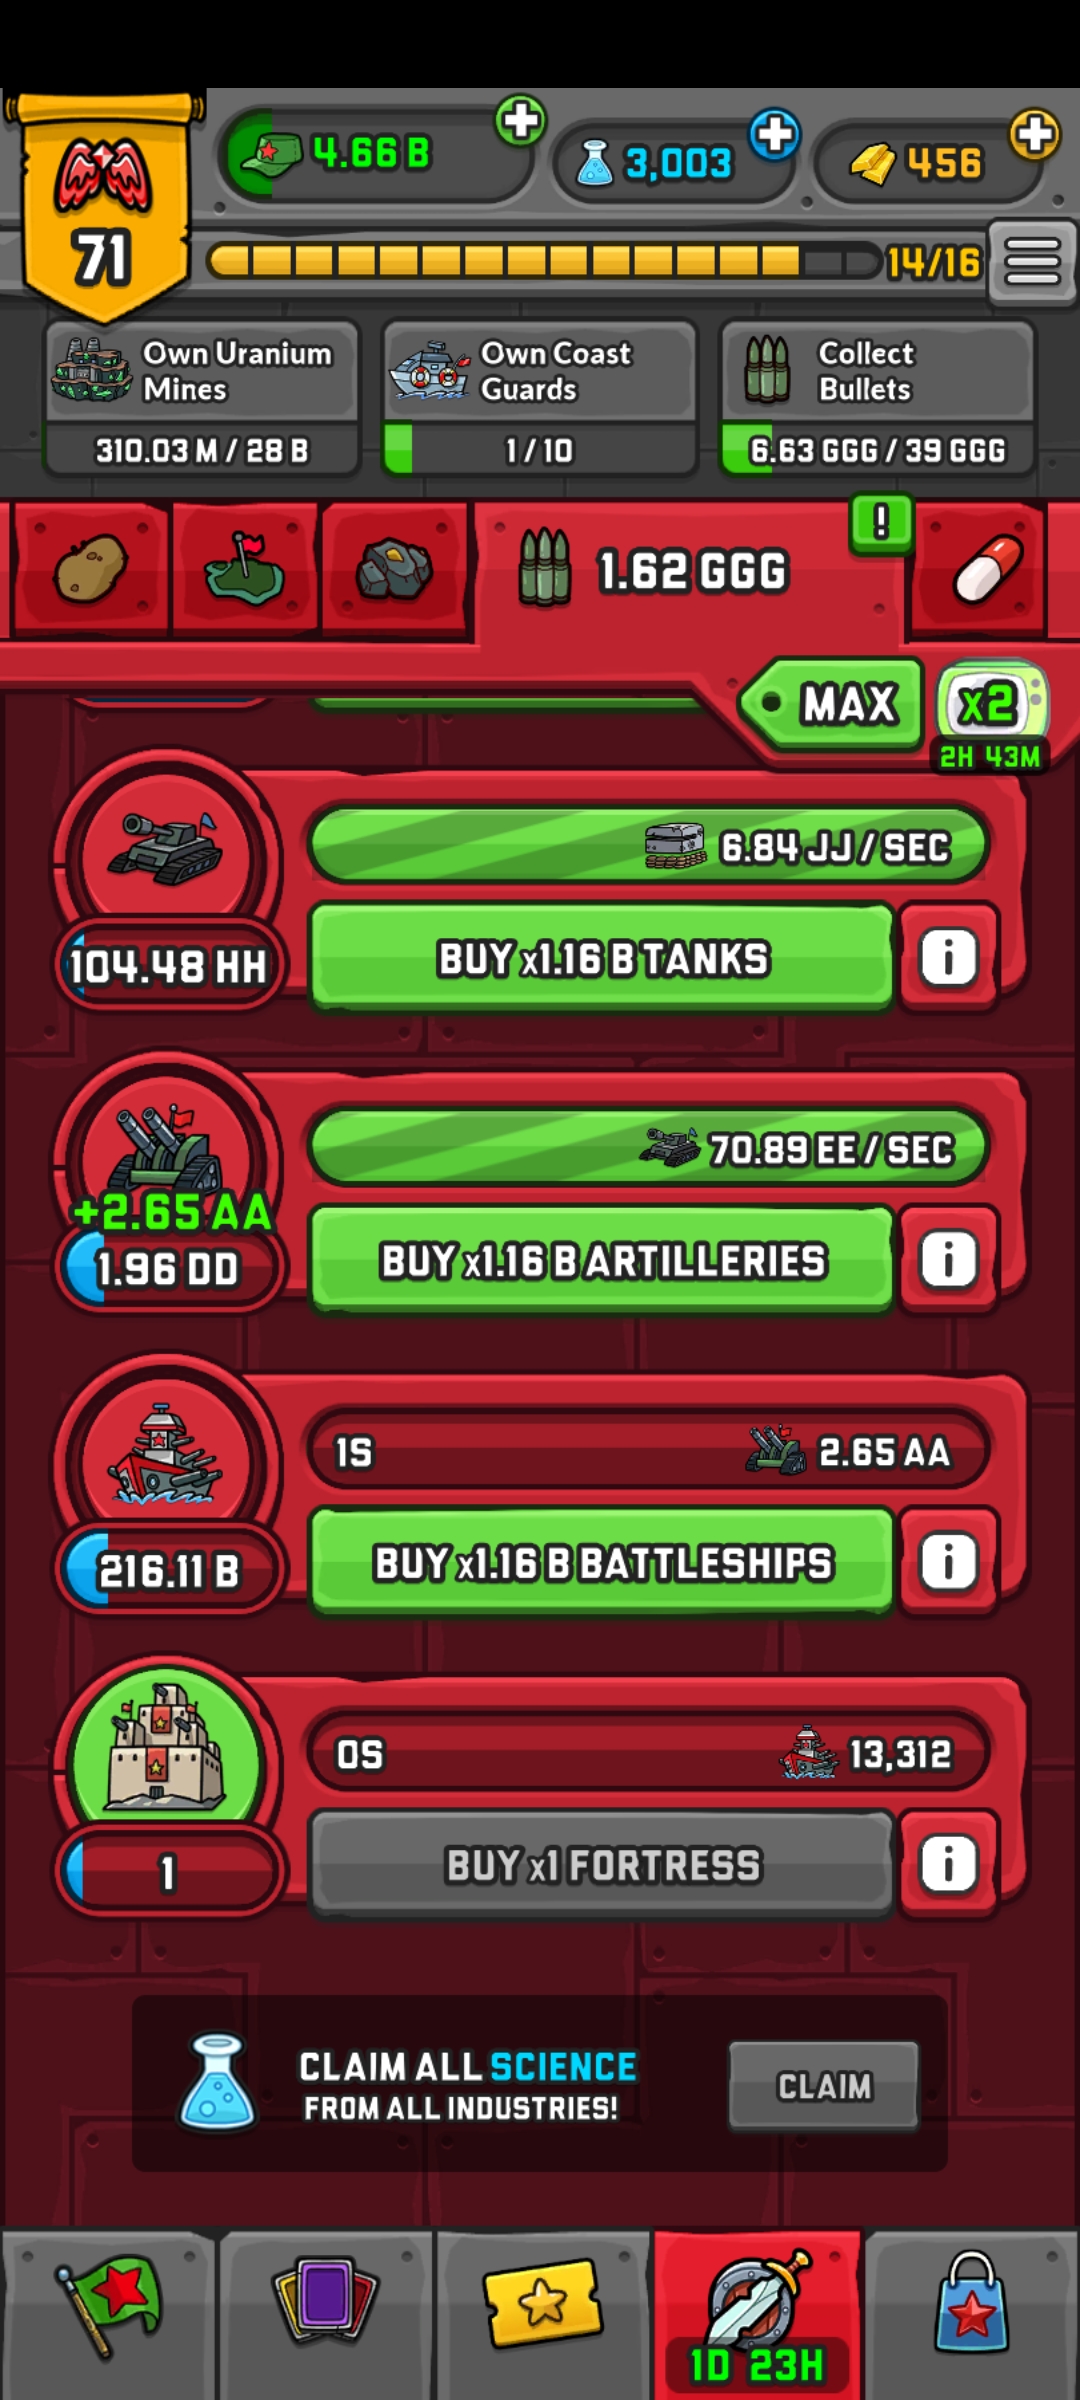 4.66 B
3,003
456
71
14/16
Own Uranium
Mines
310.03 M / 28 B
Own Coast
Guards
1 / 10
Collect
Bullets
6.63 GGG / 39 GGG
1.62 GGG
!
MAX
x2
2H 43M
6.84 JJ / SEC
104.48 HH
BUY x1.16 B TANKS
i
70.89 EE / SEC
+2.65 AA
1.96 DD
BUY x1.16 B ARTILLERIES
i
1S
2.65 AA
216.11 B
BUY x1.16 B BATTLESHIPS
i
0S
13,312
1
BUY x1 FORTRESS
i
CLAIM ALL SCIENCE
FROM ALL INDUSTRIES!
CLAIM
1D 23H